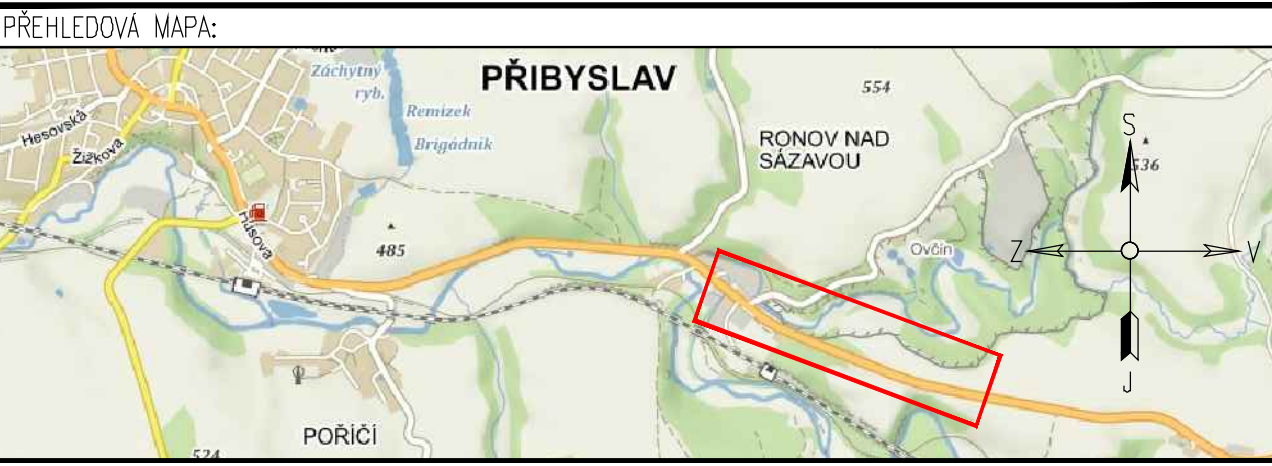 PŘEHLEDOVÁ MAPA:
Záchytný
ryb.
PŘIBYSLAV
554
Remízek
Hesovská
Brigádník
Žižkova
RONOV NAD
SÁZAVOU
S
536
Husova
485
Ovčín
Z
V
J
POŘÍČÍ
524